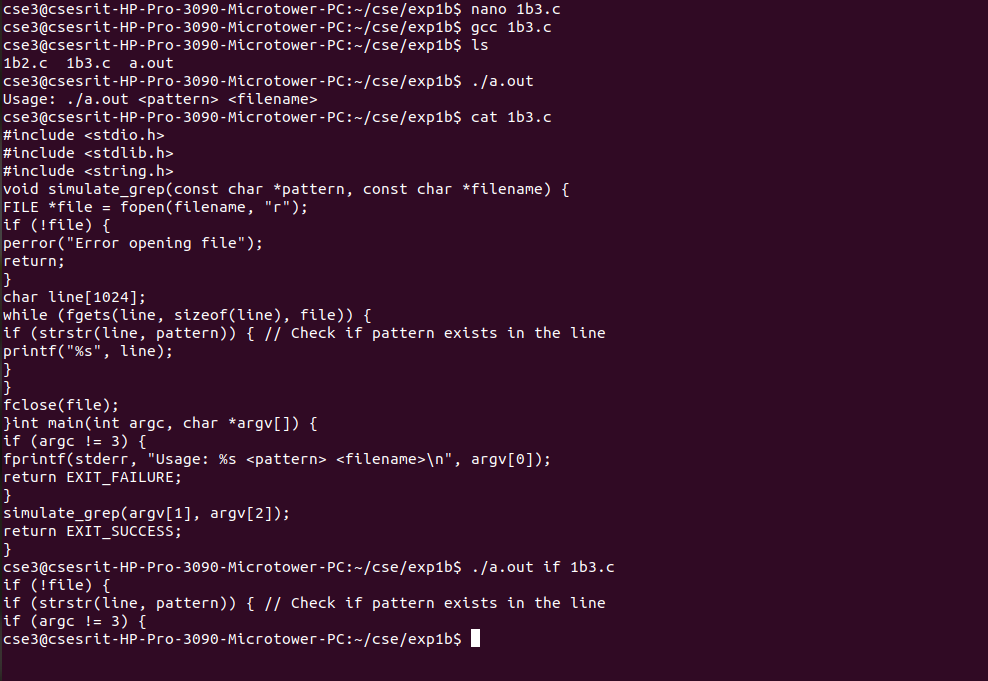 cse3@csesrit-HP-Pro-3090-Microtower-PC:~/cse/exp1b$ nano 1b3.c
cse3@csesrit-HP-Pro-3090-Microtower-PC:~/cse/exp1b$ gcc 1b3.c
cse3@csesrit-HP-Pro-3090-Microtower-PC:~/cse/exp1b$ ls
1b2.c  1b3.c  a.out
cse3@csesrit-HP-Pro-3090-Microtower-PC:~/cse/exp1b$ ./a.out
Usage: ./a.out <pattern> <filename>
cse3@csesrit-HP-Pro-3090-Microtower-PC:~/cse/exp1b$ cat 1b3.c
#include <stdio.h>
#include <stdlib.h>
#include <string.h>
void simulate_grep(const char *pattern, const char *filename) {
FILE *file = fopen(filename, "r");
if (!file) {
perror("Error opening file");
return;
}
char line[1024];
while (fgets(line, sizeof(line), file)) {
if (strstr(line, pattern)) { // Check if pattern exists in the line
printf("%s", line);
}
}
fclose(file);
}int main(int argc, char *argv[]) {
if (argc != 3) {
fprintf(stderr, "Usage: %s <pattern> <filename>\n", argv[0]);
return EXIT_FAILURE;
}
simulate_grep(argv[1], argv[2]);
return EXIT_SUCCESS;
}
cse3@csesrit-HP-Pro-3090-Microtower-PC:~/cse/exp1b$ ./a.out if 1b3.c
if (!file) {
if (strstr(line, pattern)) { // Check if pattern exists in the line
if (argc != 3) {
cse3@csesrit-HP-Pro-3090-Microtower-PC:~/cse/exp1b$